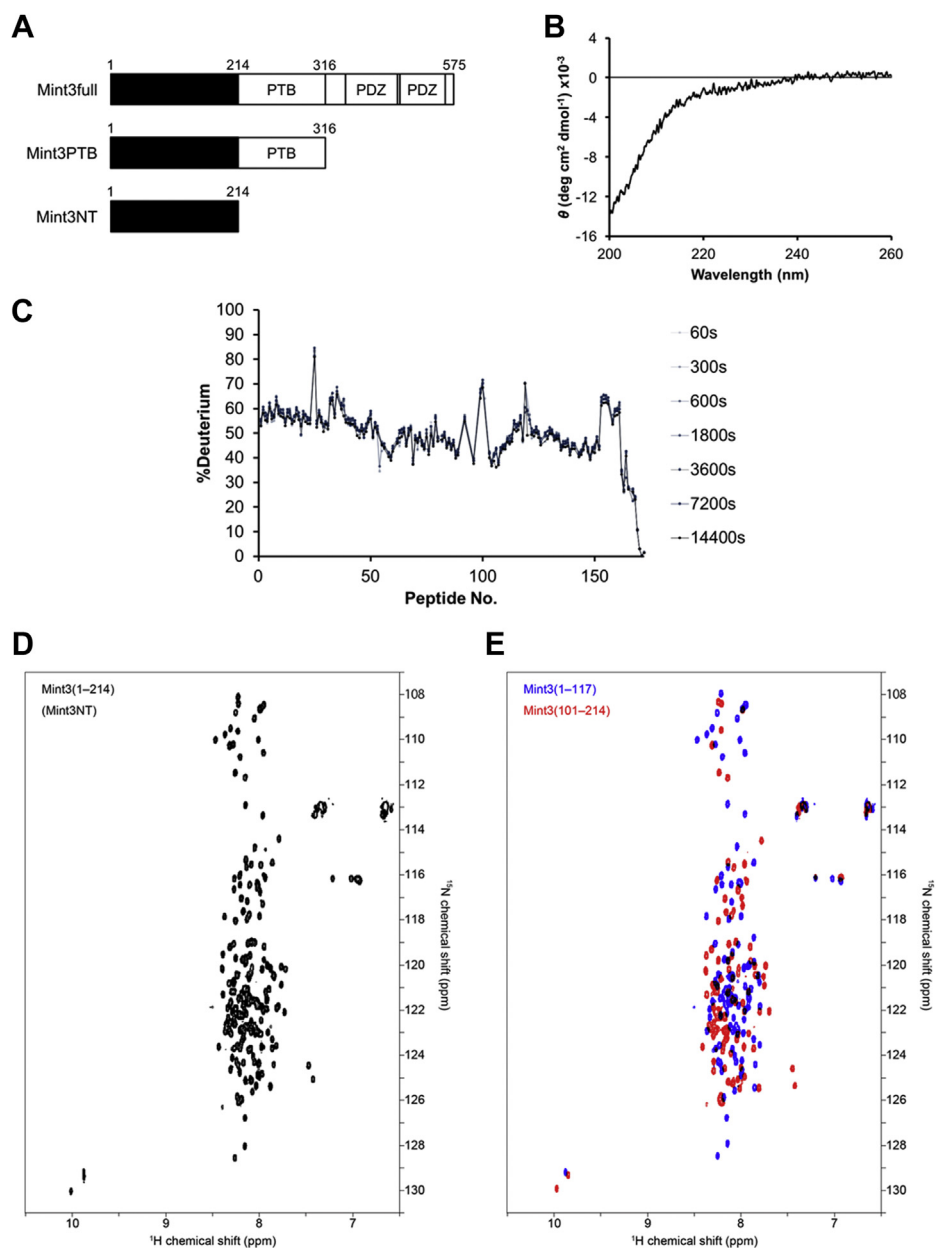 A
1 214 316 575
Mint3full PTB PDZ PDZ
1 316
Mint3PTB PTB
1 214
Mint3NT
B
4
0
-4
-8
-12
-16
θ (deg cm² dmol⁻¹) x10⁻³
200 220 240 260
Wavelength (nm)
C
100
90
80
70
60
50
40
30
20
10
0
%Deuterium
0 50 100 150
Peptide No.
60s
300s
600s
1800s
3600s
7200s
14400s
D
Mint3(1–214)
(Mint3NT)
108
110
112
114
116
118
120
122
124
126
128
130
¹⁵N chemical shift (ppm)
10 9 8 7
¹H chemical shift (ppm)
E
Mint3(1–117)
Mint3(101–214)
108
110
112
114
116
118
120
122
124
126
128
130
¹⁵N chemical shift (ppm)
10 9 8 7
¹H chemical shift (ppm)